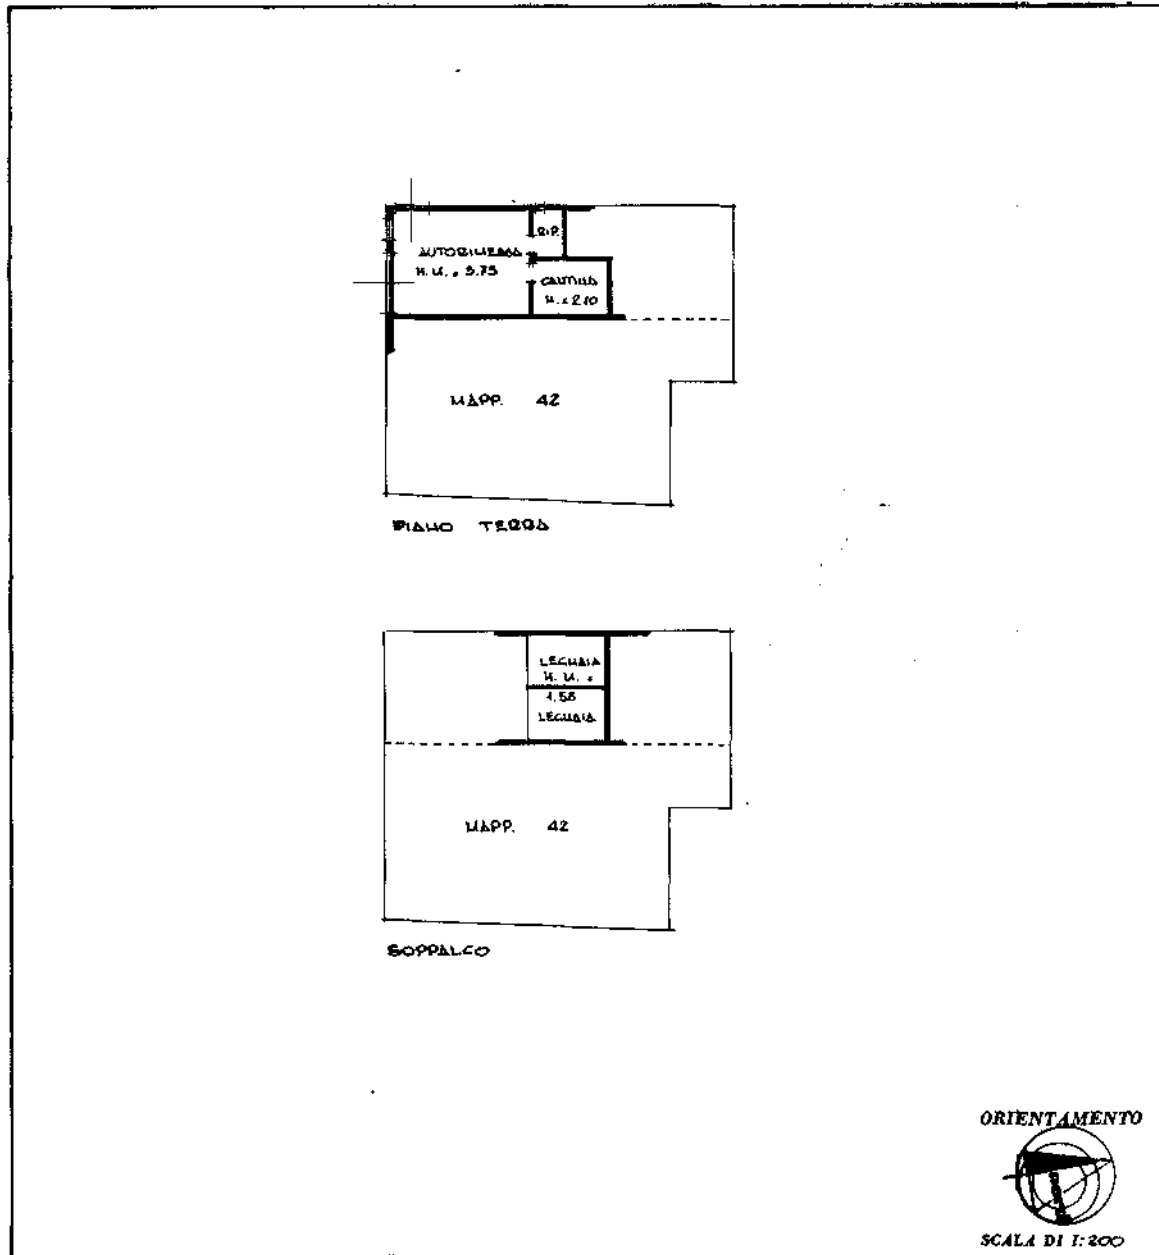 RIP.
AUTORIMESSA
H. M. = 3.75
CANTINA
H. = 2.10
MAPP. 42
PIANO TERRA
LEGNAIA
H. M. =
1.55
LEGNAIA
MAPP. 42
SOPPALCO
ORIENTAMENTO
SCALA DI 1:200